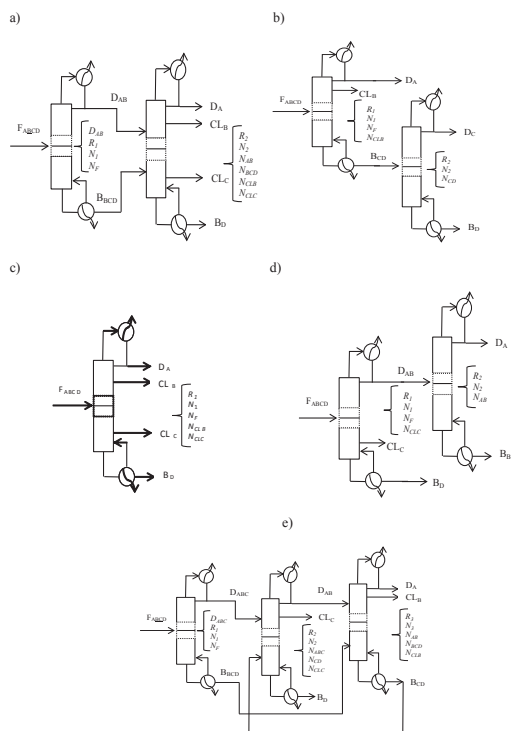 a)
D_AB
D_A
CL_B
F_ABCD
D_AB
R_1
N_1
N_F
R_2
N_2
N_AB
N_BCD
N_CLB
N_CLC
CL_C
B_BCD
B_D
b)
D_A
CL_B
F_ABCD
R_1
N_1
N_F
N_CLB
D_C
B_CD
R_2
N_2
N_CD
B_D
c)
D_A
CL_B
F_ABCD
R_1
N_1
N_F
N_CLB
N_CLC
CL_C
B_D
d)
D_A
D_AB
R_2
N_2
N_AB
F_ABCD
R_1
N_1
N_F
N_CLC
CL_C
B_D
B_B
e)
D_ABC
D_AB
D_A
CL_B
CL_C
F_ABCD
D_ABC
R_1
N_1
N_F
R_2
N_2
N_ABC
N_CD
N_CLC
N_AB
N_BCD
N_CLB
B_BCD
B_CD
B_D